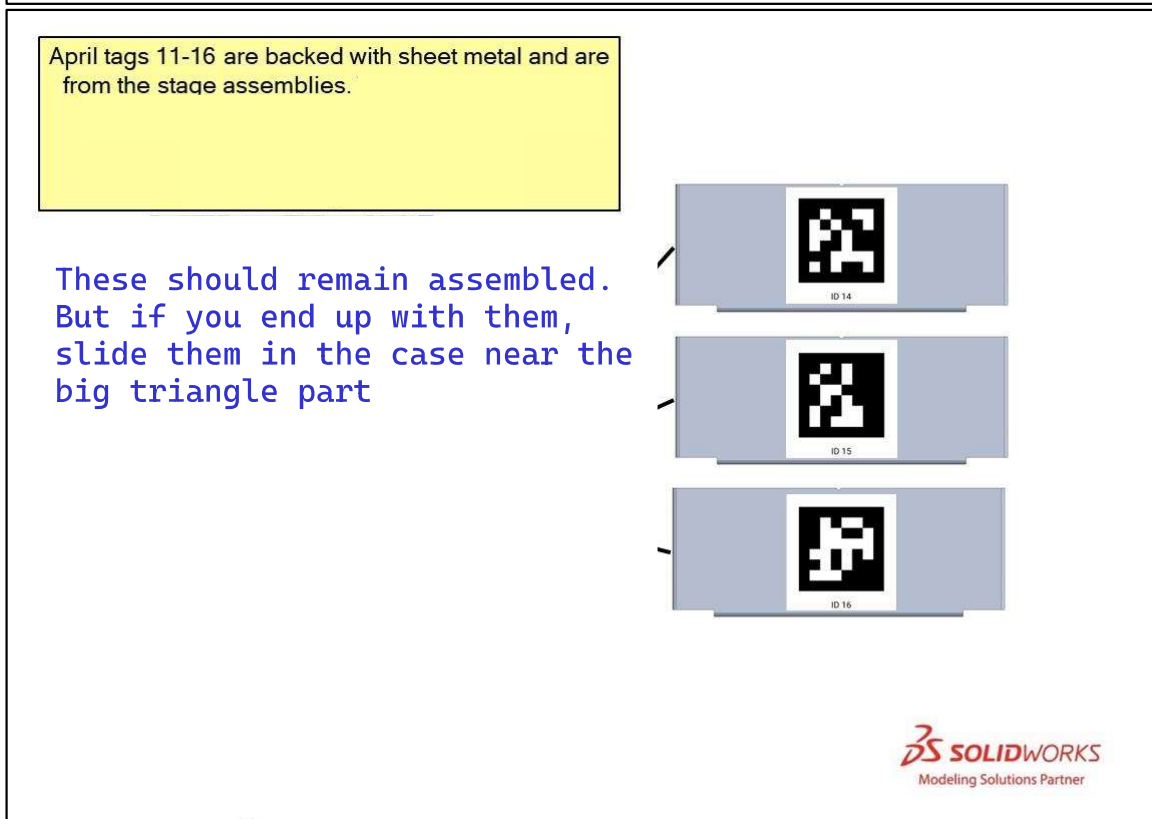 April tags 11-16 are backed with sheet metal and are
from the stage assemblies.
These should remain assembled.
But if you end up with them,
slide them in the case near the
big triangle part
ID 14
ID 15
ID 16
SOLIDWORKS
Modeling Solutions Partner